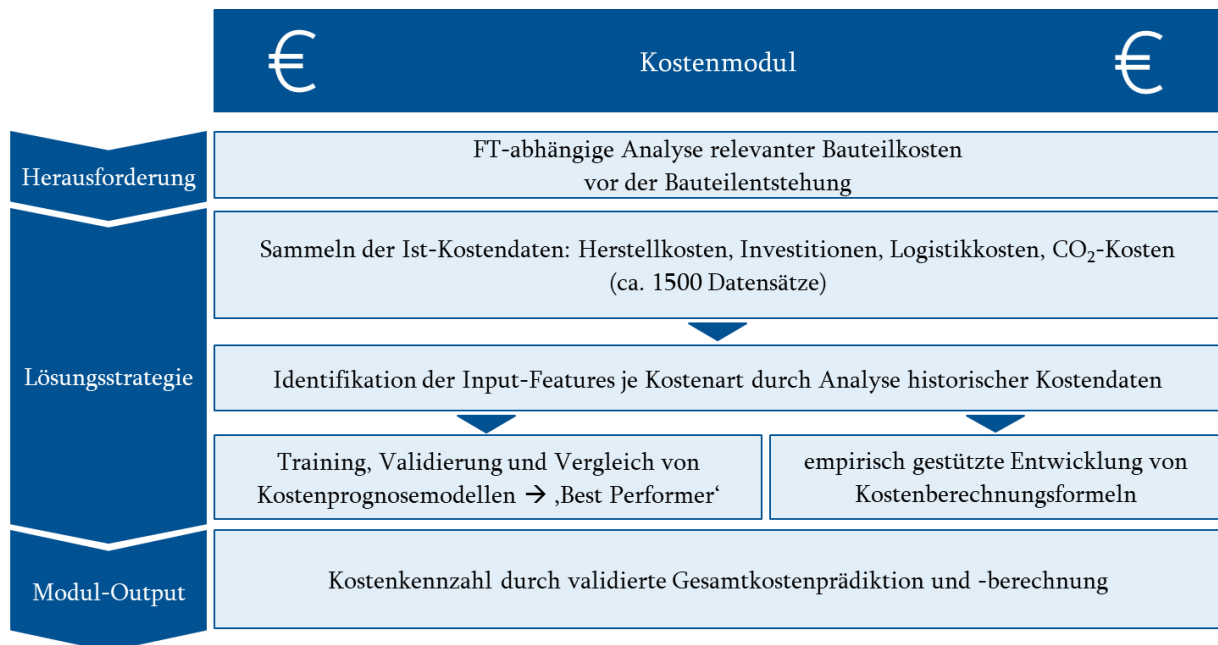 € Kostenmodul €
Herausforderung
FT-abhängige Analyse relevanter Bauteilkosten
vor der Bauteilentstehung
Lösungsstrategie
Sammeln der Ist-Kostendaten: Herstellkosten, Investitionen, Logistikkosten, CO₂-Kosten
(ca. 1500 Datensätze)
Identifikation der Input-Features je Kostenart durch Analyse historischer Kostendaten
Training, Validierung und Vergleich von
Kostenprognosemodellen → ‚Best Performer‘
empirisch gestützte Entwicklung von
Kostenberechnungsformeln
Modul-Output
Kostenkennzahl durch validierte Gesamtkostenprädiktion und -berechnung